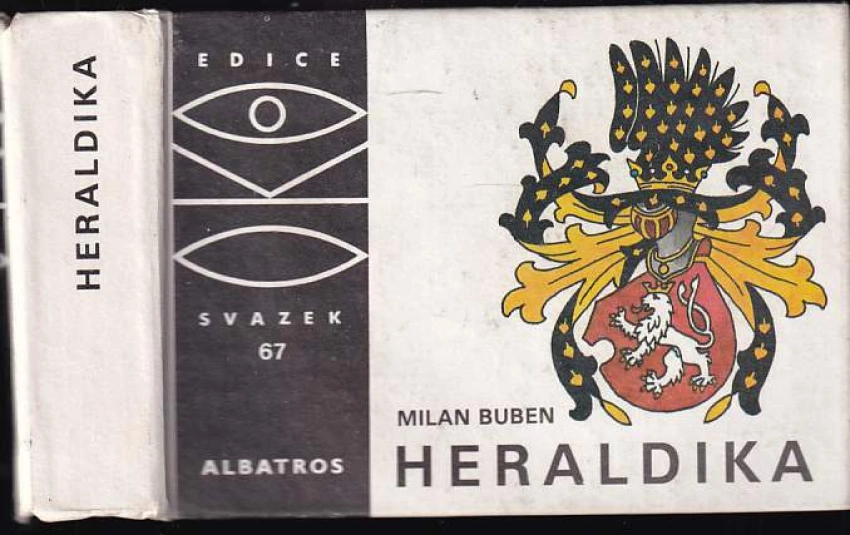 HERALDIKA
EDICE
SVAZEK
67
ALBATROS
MILAN BUBEN
HERALDIKA